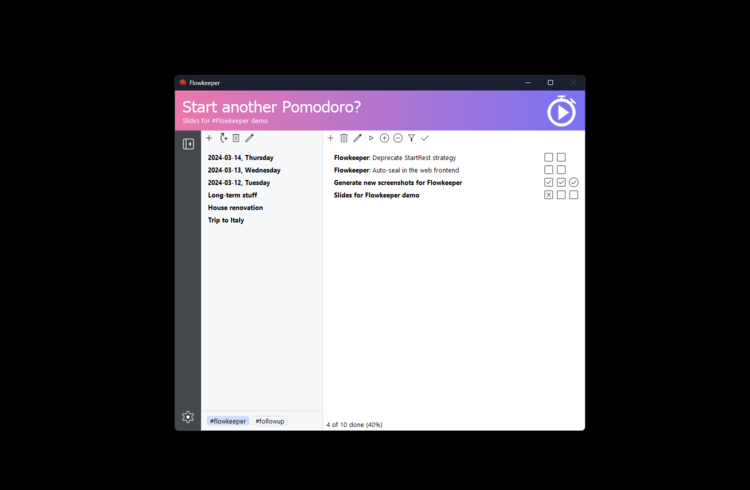 Flowkeeper
Start another Pomodoro?
Slides for #Flowkeeper demo
2024-03-14, Thursday
2024-03-13, Wednesday
2024-03-12, Tuesday
Long-term stuff
House renovation
Trip to Italy
#flowkeeper #followup
Flowkeeper: Deprecate StartRest strategy
Flowkeeper: Auto-seal in the web frontend
Generate new screenshots for Flowkeeper
Slides for Flowkeeper demo
4 of 10 done (40%)